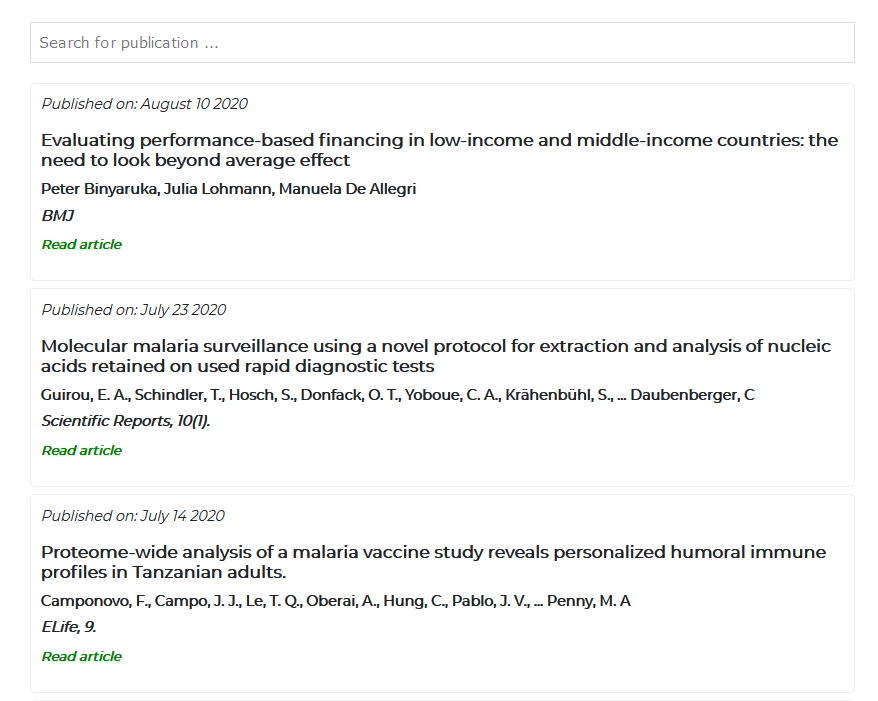 Search for publication ...
Published on: August 10 2020
Evaluating performance-based financing in low-income and middle-income countries: the
need to look beyond average effect
Peter Binyaruka, Julia Lohmann, Manuela De Allegri
BMJ
Read article
Published on: July 23 2020
Molecular malaria surveillance using a novel protocol for extraction and analysis of nucleic
acids retained on used rapid diagnostic tests
Guirou, E. A., Schindler, T., Hosch, S., Donfack, O. T., Yoboue, C. A., Krähenbühl, S., ... Daubenberger, C
Scientific Reports, 10(1).
Read article
Published on: July 14 2020
Proteome-wide analysis of a malaria vaccine study reveals personalized humoral immune
profiles in Tanzanian adults.
Camponovo, F., Campo, J. J., Le, T. Q., Oberai, A., Hung, C., Pablo, J. V., ... Penny, M. A
ELife, 9.
Read article